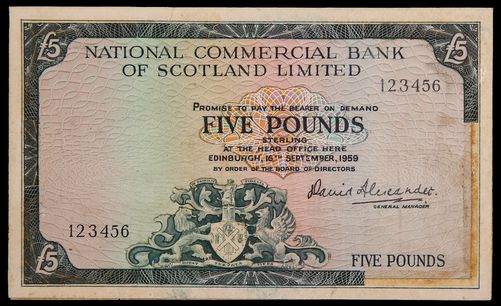 £5
£5
NATIONAL COMMERCIAL BANK
OF SCOTLAND LIMITED
123456
PROMISE TO PAY THE BEARER ON DEMAND
FIVE POUNDS
STERLING
AT THE HEAD OFFICE HERE
EDINBURGH, 16TH SEPTEMBER, 1959
BY ORDER OF THE BOARD OF DIRECTORS
David Alexander.
GENERAL MANAGER
123456
FIVE POUNDS
£5